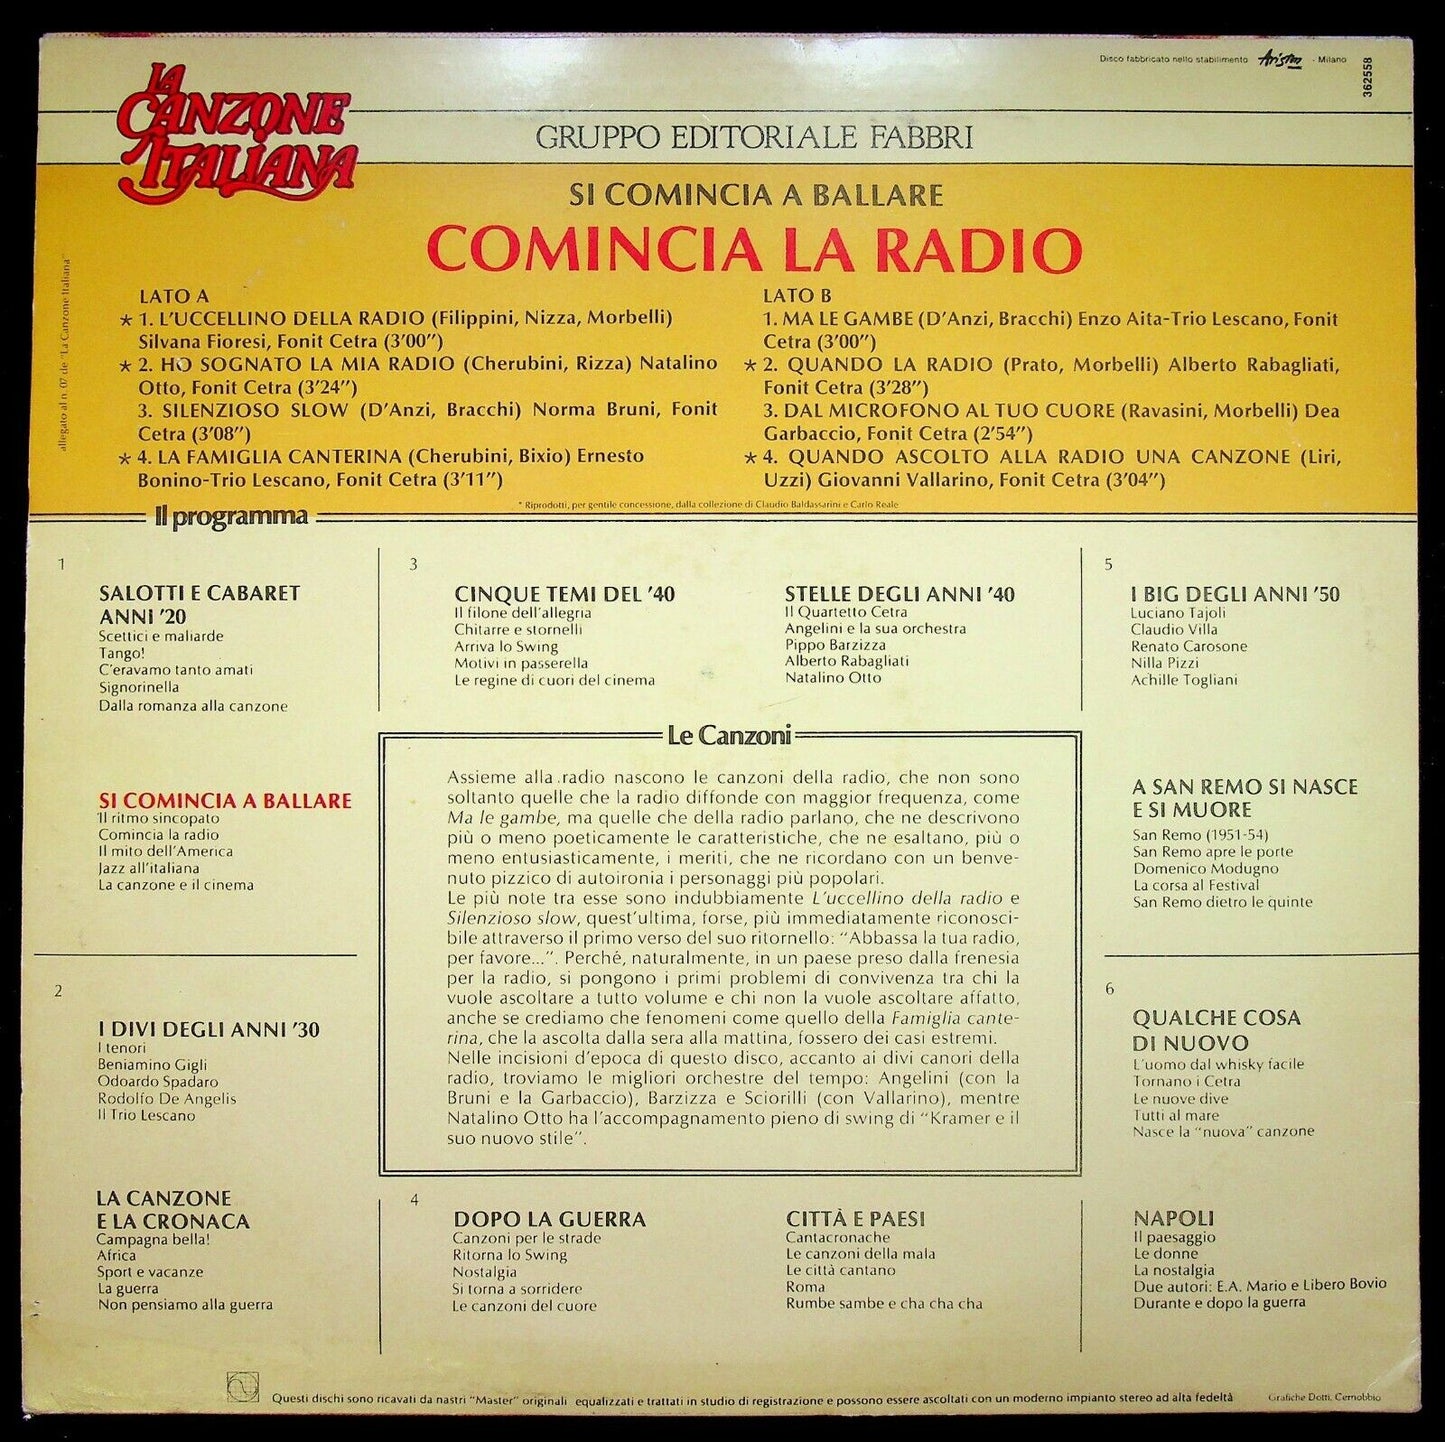 Disco fabbricato nello stabilimento Ariston - Milano
362558
LA
CANZONE
ITALIANA
GRUPPO EDITORIALE FABBRI
SI COMINCIA A BALLARE
COMINCIA LA RADIO
allegato al n. 07 de "La Canzone Italiana"
LATO A
* 1. L'UCCELLINO DELLA RADIO (Filippini, Nizza, Morbelli)
Silvana Fioresi, Fonit Cetra (3'00")
* 2. HO SOGNATO LA MIA RADIO (Cherubini, Rizza) Natalino
Otto, Fonit Cetra (3'24")
3. SILENZIOSO SLOW (D'Anzi, Bracchi) Norma Bruni, Fonit
Cetra (3'08")
* 4. LA FAMIGLIA CANTERINA (Cherubini, Bixio) Ernesto
Bonino-Trio Lescano, Fonit Cetra (3'11")
LATO B
1. MA LE GAMBE (D'Anzi, Bracchi) Enzo Aita-Trio Lescano, Fonit
Cetra (3'00")
* 2. QUANDO LA RADIO (Prato, Morbelli) Alberto Rabagliati,
Fonit Cetra (3'28")
3. DAL MICROFONO AL TUO CUORE (Ravasini, Morbelli) Dea
Garbaccio, Fonit Cetra (2'54")
* 4. QUANDO ASCOLTO ALLA RADIO UNA CANZONE (Liri,
Uzzi) Giovanni Vallarino, Fonit Cetra (3'04")
* Riprodotti, per gentile concessione, dalla collezione di Claudio Baldassarini e Carlo Reale
Il programma
1
SALOTTI E CABARET
ANNI '20
Scettici e maliarde
Tango!
C'eravamo tanto amati
Signorinella
Dalla romanza alla canzone
SI COMINCIA A BALLARE
Il ritmo sincopato
Comincia la radio
Il mito dell'America
Jazz all'italiana
La canzone e il cinema
2
I DIVI DEGLI ANNI '30
I tenori
Beniamino Gigli
Odoardo Spadaro
Rodolfo De Angelis
Il Trio Lescano
LA CANZONE
E LA CRONACA
Campagna bella!
Africa
Sport e vacanze
La guerra
Non pensiamo alla guerra
3
CINQUE TEMI DEL '40
Il filone dell'allegria
Chitarre e stornelli
Arriva lo Swing
Motivi in passerella
Le regine di cuori del cinema
STELLE DEGLI ANNI '40
Il Quartetto Cetra
Angelini e la sua orchestra
Pippo Barzizza
Alberto Rabagliati
Natalino Otto
Le Canzoni
Assieme alla radio nascono le canzoni della radio, che non sono
soltanto quelle che la radio diffonde con maggior frequenza, come
Ma le gambe, ma quelle che della radio parlano, che ne descrivono
più o meno poeticamente le caratteristiche, che ne esaltano, più o
meno entusiasticamente, i meriti, che ne ricordano con un benve-
nuto pizzico di autoironia i personaggi più popolari.
Le più note tra esse sono indubbiamente L'uccellino della radio e
Silenzioso slow, quest'ultima, forse, più immediatamente riconosci-
bile attraverso il primo verso del suo ritornello: "Abbassa la tua radio,
per favore...". Perché, naturalmente, in un paese preso dalla frenesia
per la radio, si pongono i primi problemi di convivenza tra chi la
vuole ascoltare a tutto volume e chi non la vuole ascoltare affatto,
anche se crediamo che fenomeni come quello della Famiglia cante-
rina, che la ascolta dalla sera alla mattina, fossero dei casi estremi.
Nelle incisioni d'epoca di questo disco, accanto ai divi canori della
radio, troviamo le migliori orchestre del tempo: Angelini (con la
Bruni e la Garbaccio), Barzizza e Sciorilli (con Vallarino), mentre
Natalino Otto ha l'accompagnamento pieno di swing di "Kramer e il
suo nuovo stile".
4
DOPO LA GUERRA
Canzoni per le strade
Ritorna lo Swing
Nostalgia
Si torna a sorridere
Le canzoni del cuore
CITTÀ E PAESI
Cantacronache
Le canzoni della mala
Le città cantano
Roma
Rumbe sambe e cha cha cha
5
I BIG DEGLI ANNI '50
Luciano Tajoli
Claudio Villa
Renato Carosone
Nilla Pizzi
Achille Togliani
A SAN REMO SI NASCE
E SI MUORE
San Remo (1951-54)
San Remo apre le porte
Domenico Modugno
La corsa al Festival
San Remo dietro le quinte
6
QUALCHE COSA
DI NUOVO
L'uomo dal whisky facile
Tornano i Cetra
Le nuove dive
Tutti al mare
Nasce la "nuova" canzone
NAPOLI
Il paesaggio
Le donne
La nostalgia
Due autori: E.A. Mario e Libero Bovio
Durante e dopo la guerra
Questi dischi sono ricavati da nastri "Master" originali equalizzati e trattati in studio di registrazione e possono essere ascoltati con un moderno impianto stereo ad alta fedeltà
Grafiche Dotti, Cernobbio